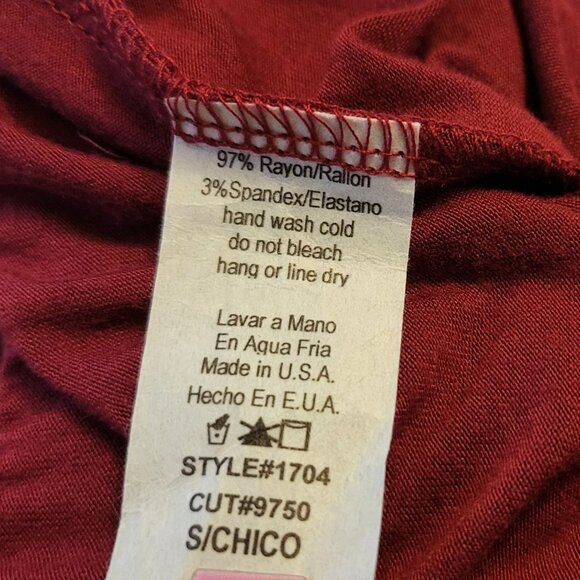 97% Rayon/Rallon
3%Spandex/Elastano
hand wash cold
do not bleach
hang or line dry
Lavar a Mano
En Agua Fria
Made in U.S.A.
Hecho En E.U.A.
STYLE#1704
CUT#9750
S/CHICO